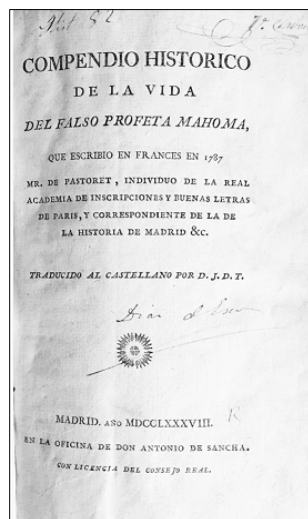 COMPENDIO HISTORICO
DE LA VIDA
DEL FALSO PROFETA MAHOMA,
QUE ESCRIBIO EN FRANCES EN 1787
MR. DE PASTORET, INDIVIDUO DE LA REAL
ACADEMIA DE INSCRIPCIONES Y BUENAS LETRAS
DE PARIS, Y CORRESPONDIENTE DE LA DE
LA HISTORIA DE MADRID &c.
TRADUCIDO AL CASTELLANO POR D. J. D. T.
MADRID. AÑO MDCCLXXXVIII.
EN LA OFICINA DE DON ANTONIO DE SANCHA.
CON LICENCIA DEL CONSEJO REAL.